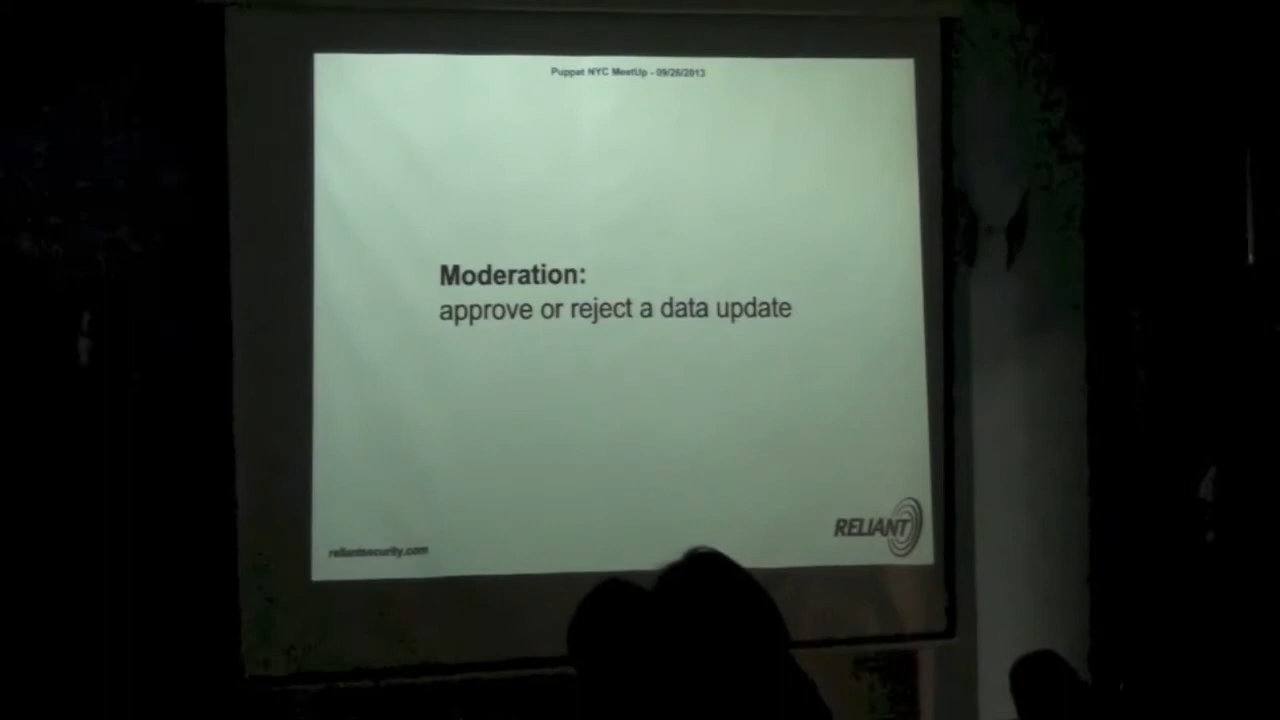 Puppet NYC MeetUp - 09/26/2013
Moderation:
approve or reject a data update
RELIANT
reliantsecurity.com